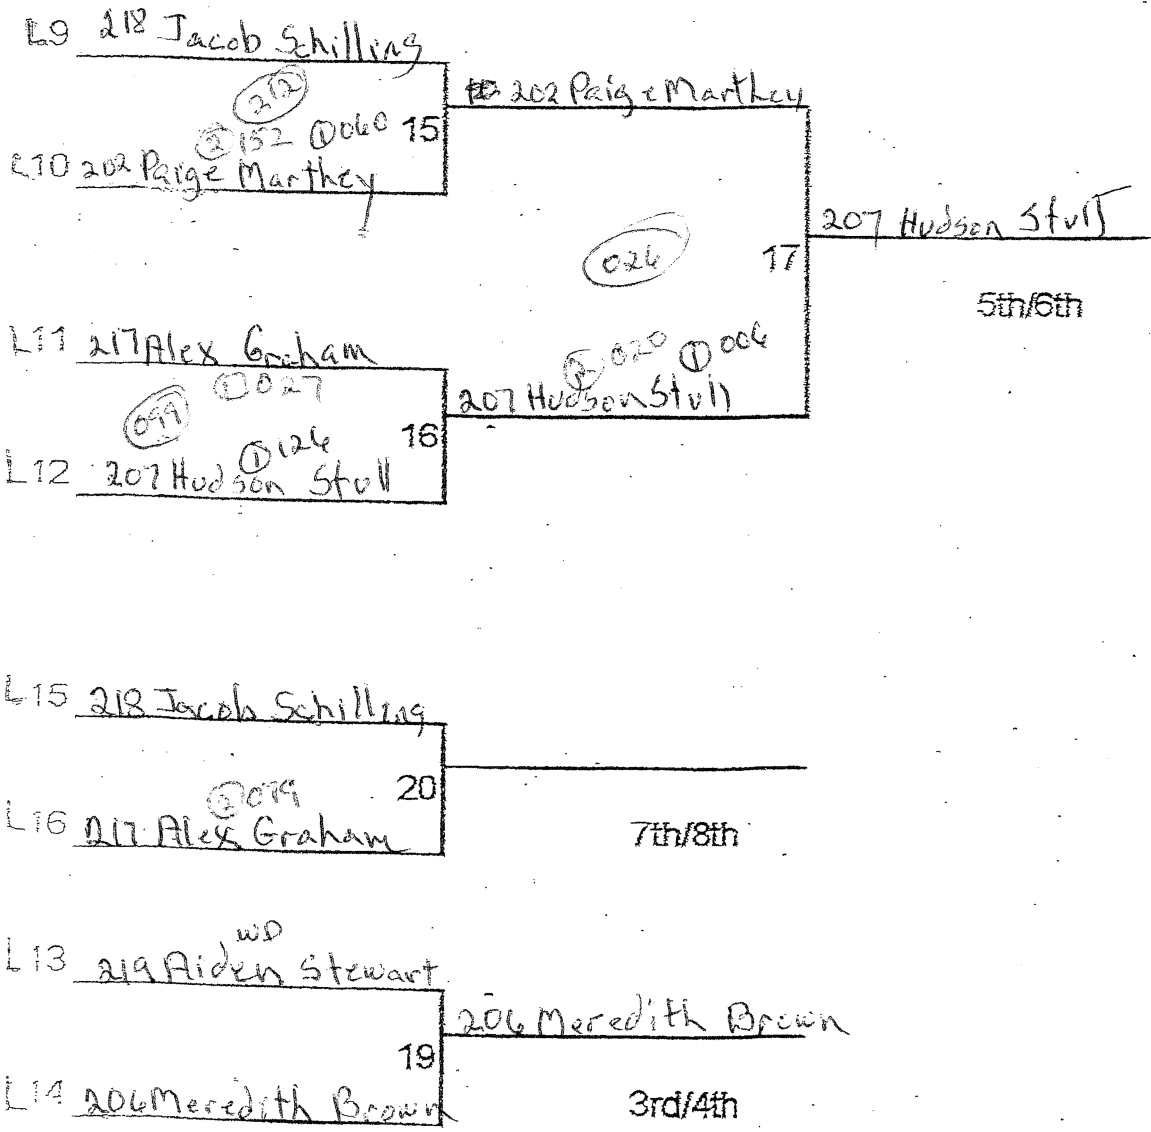 L9 218 Jacob Schilling
212
202 Paige Marthey
2 152 1 060 15
L10 202 Paige Marthey
207 Hudson Stull
026
17
5th/6th
L11 217 Alex Graham
2 020 1 006
1 027
099
207 Hudson Stull
16
1 126
L12 207 Hudson Stull
L15 218 Jacob Schilling
2 079
20
L16 217 Alex Graham
7th/8th
WD
L13 219 Aiden Stewart
206 Meredith Brown
19
L14 206 Meredith Brown
3rd/4th